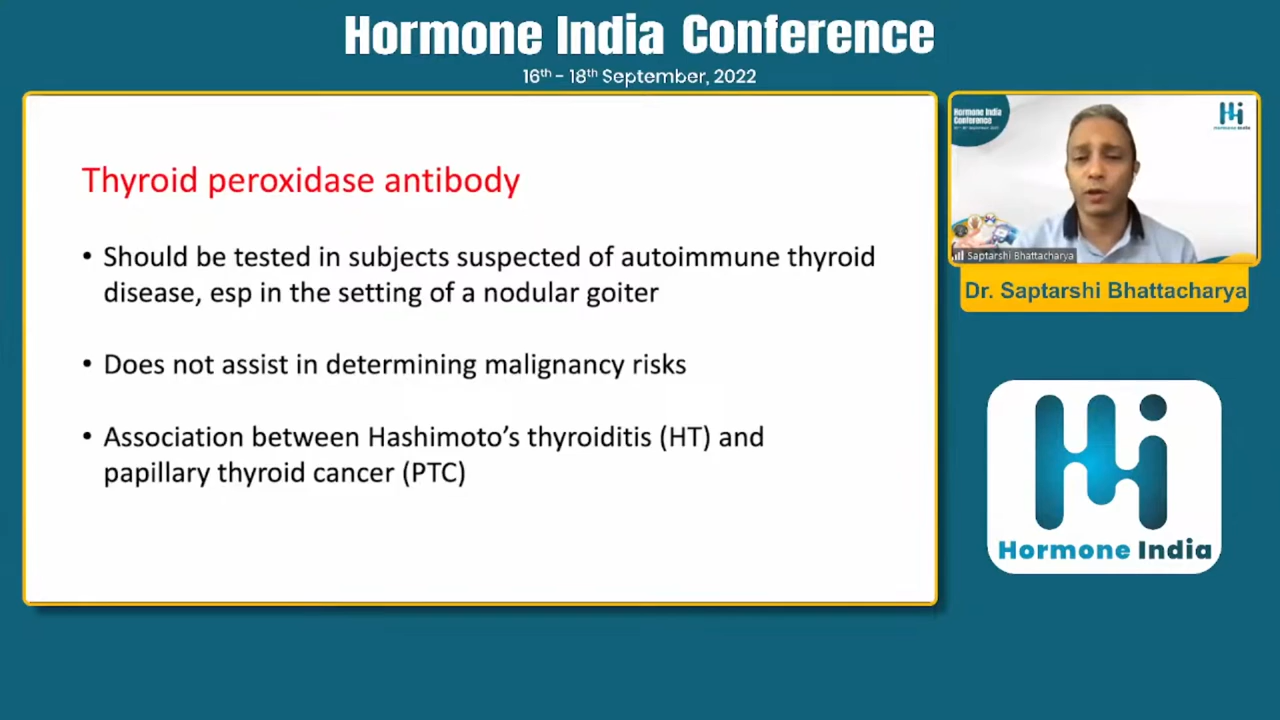 Hormone India Conference
16th - 18th September, 2022
Thyroid peroxidase antibody
• Should be tested in subjects suspected of autoimmune thyroid
disease, esp in the setting of a nodular goiter
• Does not assist in determining malignancy risks
• Association between Hashimoto's thyroiditis (HT) and
papillary thyroid cancer (PTC)
Hormone India
Conference
Hormone India
Saptarshi Bhattacharya
Dr. Saptarshi Bhattacharya
Hormone India